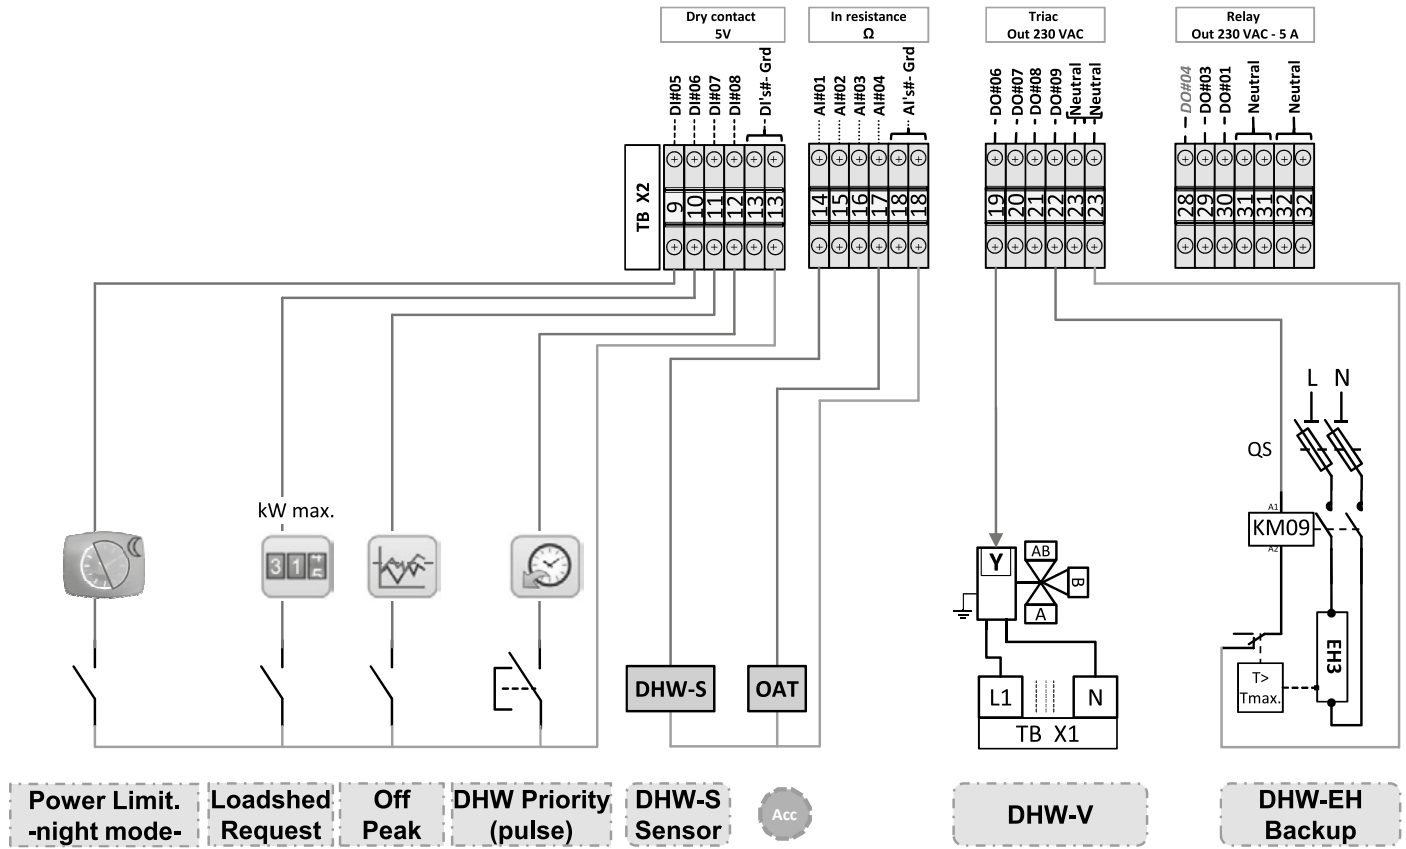 Dry contact
5V
In resistance
Ω
Triac
Out 230 VAC
Relay
Out 230 VAC - 5 A
DI#05
DI#06
DI#07
DI#08
DI's#- Grd
AI#01
AI#02
AI#03
AI#04
AI's#- Grd
DO#06
DO#07
DO#08
DO#09
Neutral
Neutral
DO#04
DO#03
DO#01
Neutral
Neutral
TB X2
9
10
11
12
13
13
14
15
16
17
18
18
19
20
21
22
23
23
28
29
30
31
31
32
32
L N
QS
kW max.
A1
KM09
A2
Y
AB
B
A
EH3
DHW-S
OAT
L1
N
T>
Tmax.
TB X1
Power Limit.
-night mode-
Loadshed
Request
Off
Peak
DHW Priority
(pulse)
DHW-S
Sensor
Acc
DHW-V
DHW-EH
Backup